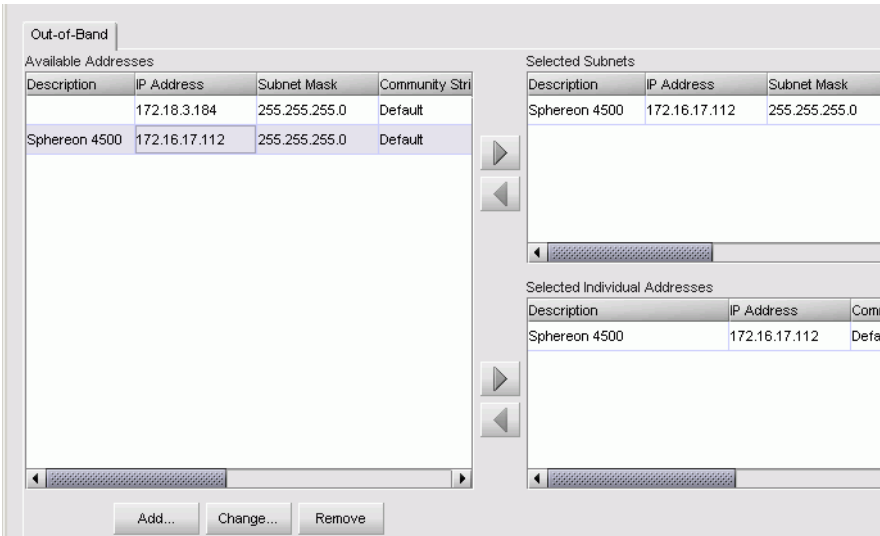 Out-of-Band
Available Addresses
Description IP Address Subnet Mask Community Stri
172.18.3.184 255.255.255.0 Default
Sphereon 4500 172.16.17.112 255.255.255.0 Default
Selected Subnets
Description IP Address Subnet Mask
Sphereon 4500 172.16.17.112 255.255.255.0
Selected Individual Addresses
Description IP Address Com
Sphereon 4500 172.16.17.112 Defa
Add... Change... Remove